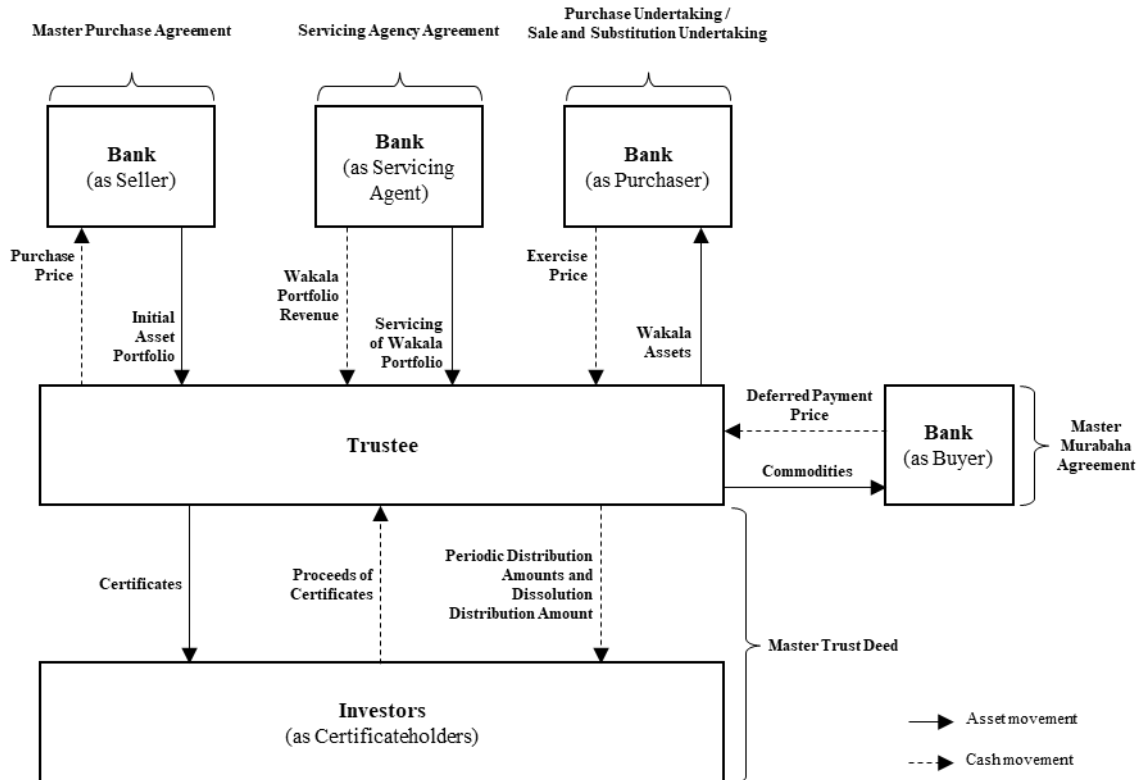 Master Purchase Agreement
Servicing Agency Agreement
Purchase Undertaking /
Sale and Substitution Undertaking
Bank
(as Seller)
Bank
(as Servicing
Agent)
Bank
(as Purchaser)
Purchase
Price
Initial
Asset
Portfolio
Wakala
Portfolio
Revenue
Servicing
of Wakala
Portfolio
Exercise
Price
Wakala
Assets
Trustee
Deferred Payment
Price
Commodities
Bank
(as Buyer)
Master
Murabaha
Agreement
Certificates
Proceeds of
Certificates
Periodic Distribution
Amounts and
Dissolution
Distribution Amount
Master Trust Deed
Investors
(as Certificateholders)
Asset movement
Cash movement